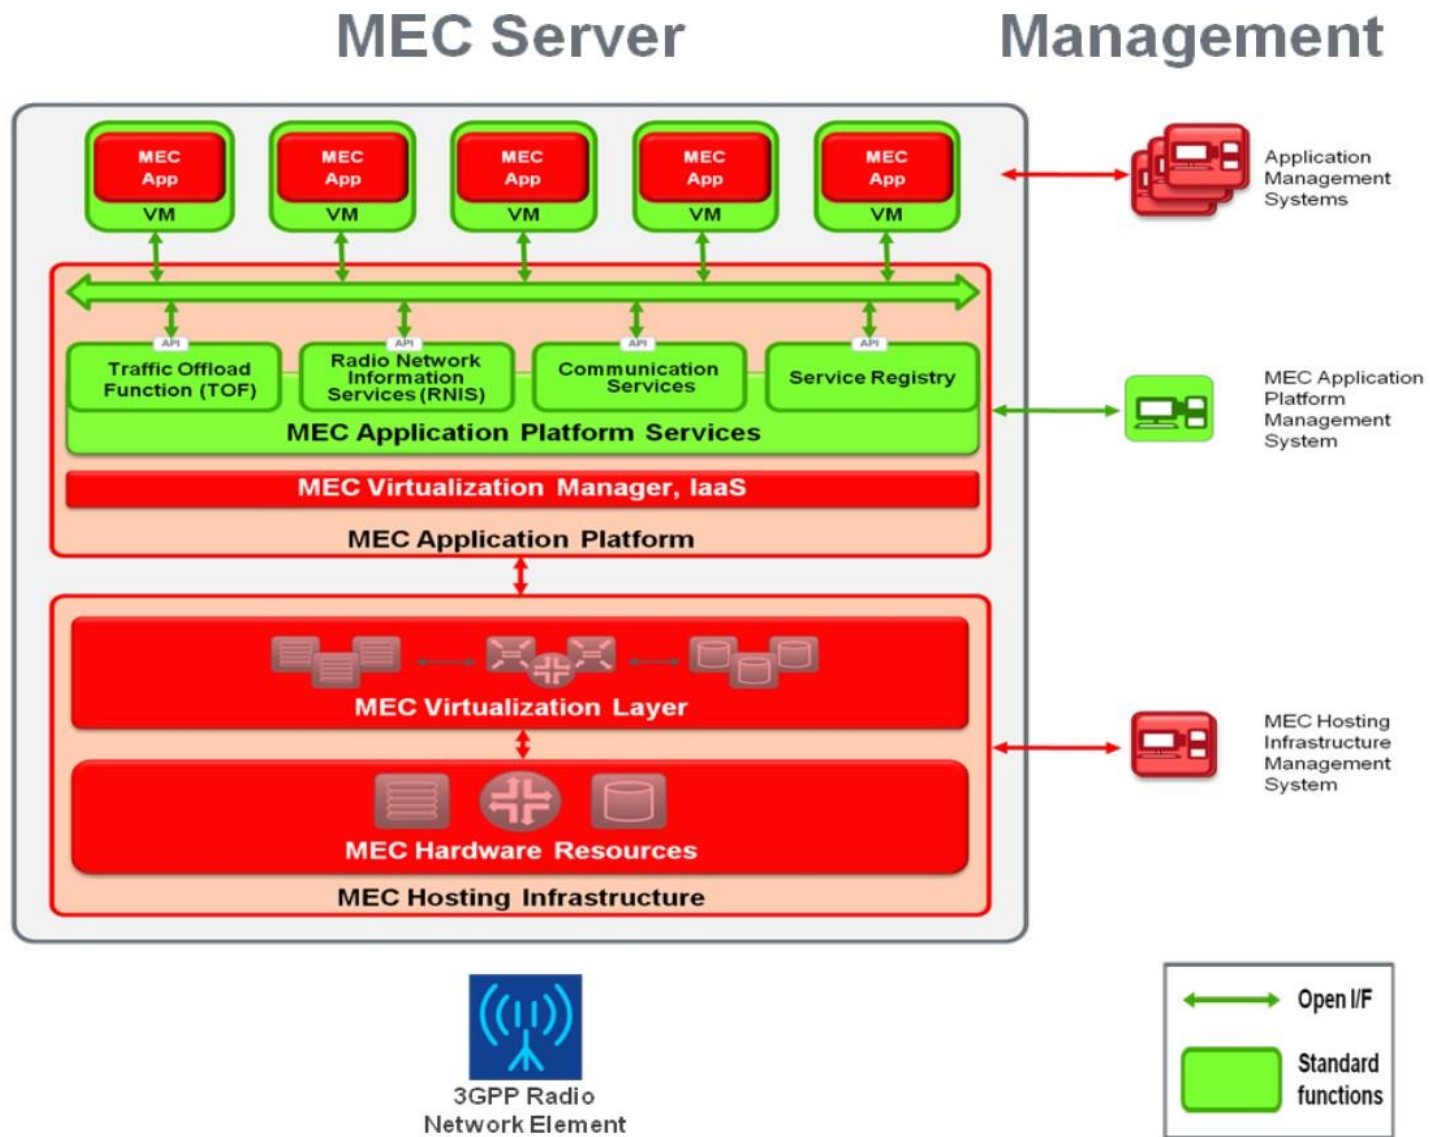 MEC Server
Management
MEC
App
VM
MEC
App
VM
MEC
App
VM
MEC
App
VM
MEC
App
VM
Application
Management
Systems
API
API
API
API
Traffic Offload
Function (TOF)
Radio Network
Information
Services (RNIS)
Communication
Services
Service Registry
MEC Application Platform Services
MEC Application
Platform
Management
System
MEC Virtualization Manager, IaaS
MEC Application Platform
MEC Virtualization Layer
MEC Hosting
Infrastructure
Management
System
MEC Hardware Resources
MEC Hosting Infrastructure
3GPP Radio
Network Element
Open I/F
Standard
functions